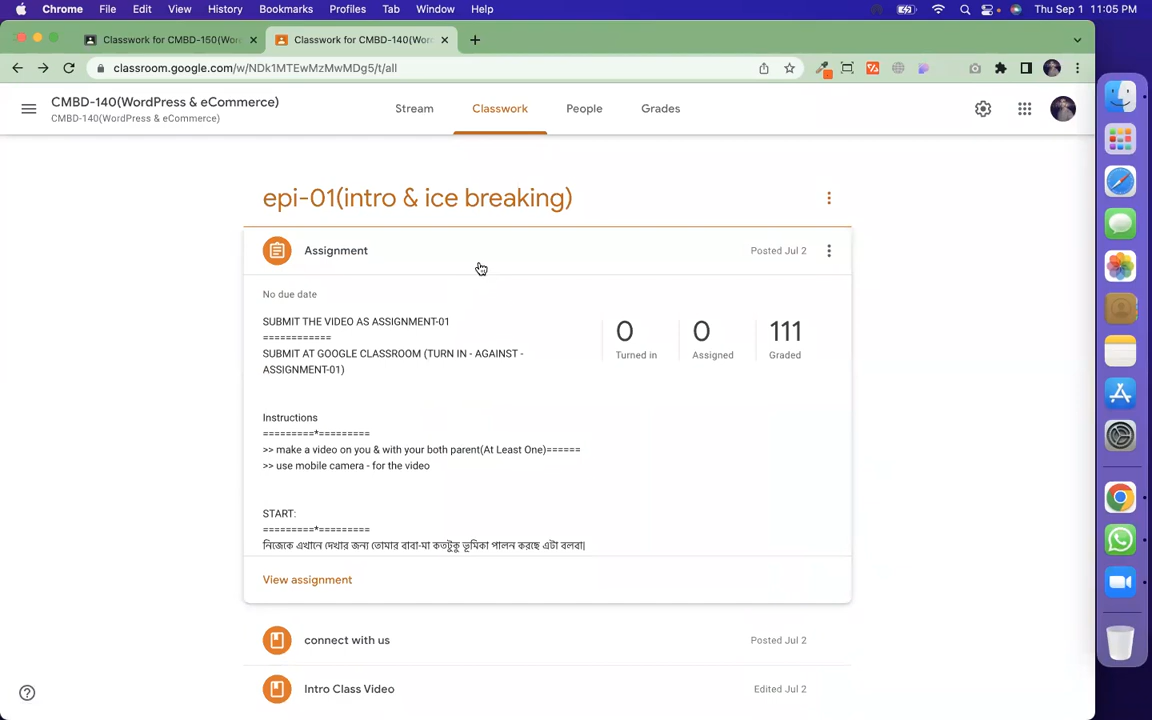 Chrome File Edit View History Bookmarks Profiles Tab Window Help Thu Sep 1 11:05 PM
Classwork for CMBD-150(Wor
Classwork for CMBD-140(Wor
classroom.google.com/w/NDk1MTEwMzMwMDg5/t/all
CMBD-140(WordPress & eCommerce)
CMBD-140(WordPress & eCommerce)
Stream Classwork People Grades
epi-01(intro & ice breaking)
Assignment Posted Jul 2
No due date
SUBMIT THE VIDEO AS ASSIGNMENT-01
============
SUBMIT AT GOOGLE CLASSROOM (TURN IN - AGAINST -
ASSIGNMENT-01)
0 0 111
Turned in Assigned Graded
Instructions
=========*=========
>> make a video on you & with your both parent(At Least One)======
>> use mobile camera - for the video
START:
=========*=========
নিজেকে এখানে দেখার জন্য তোমার বাবা-মা কতটুকু ভূমিকা পালন করছে এটা বলবা|
View assignment
connect with us Posted Jul 2
Intro Class Video Edited Jul 2